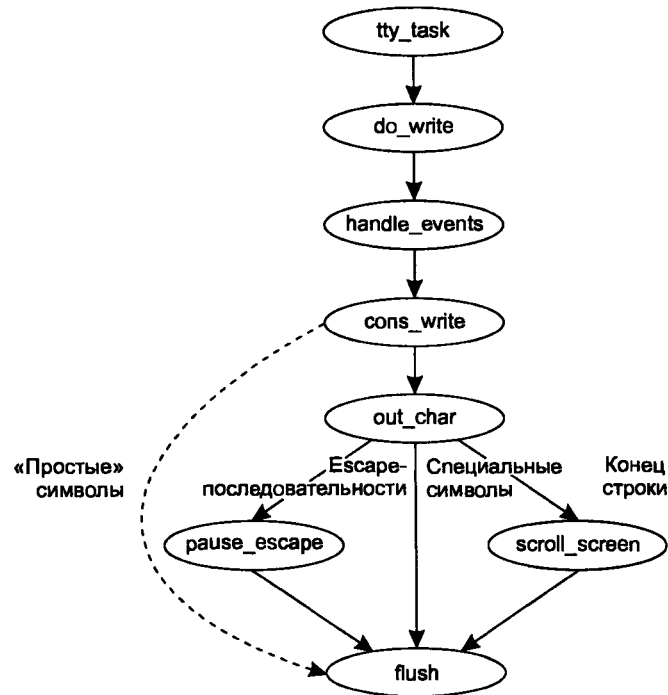 tty_task
do_write
handle_events
cons_write
out_char
«Простые»
символы
Escape-
последовательности
Специальные
символы
Конец
строки
pause_escape
scroll_screen
flush